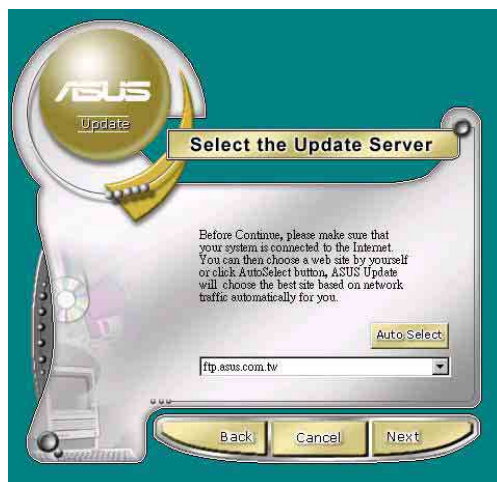 ASUS
Update
Select the Update Server
Before Continue, please make sure that
your system is connected to the Internet.
You can then choose a web site by yourself
or click AutoSelect button, ASUS Update
will choose the best site based on network
traffic automatically for you.
Auto Select
ftp.asus.com.tw
Back
Cancel
Next